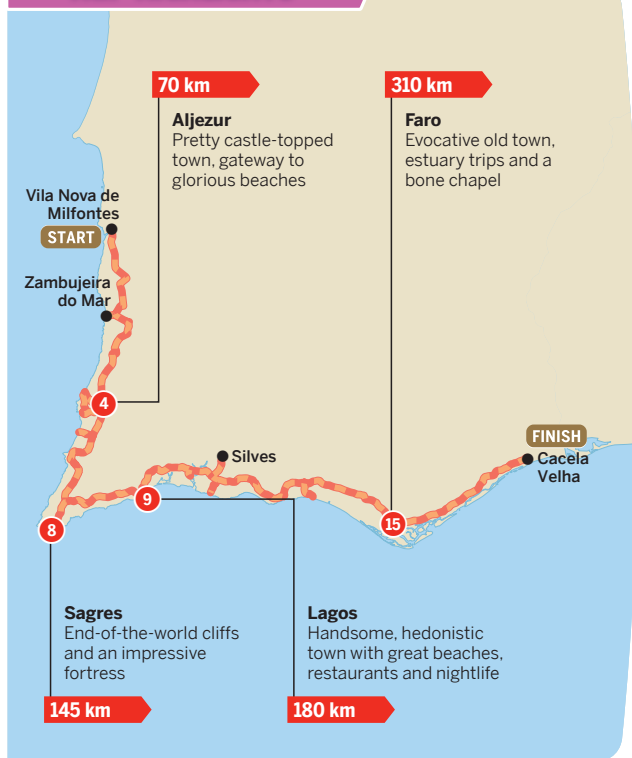 70 km
Aljezur
Pretty castle-topped
town, gateway to
glorious beaches
310 km
Faro
Evocative old town,
estuary trips and a
bone chapel
Vila Nova de
Milfontes
START
Zambujeira
do Mar
4
FINISH
Cacela
Velha
Silves
9
8
15
Sagres
End-of-the-world cliffs
and an impressive
fortress
145 km
Lagos
Handsome, hedonistic
town with great beaches,
restaurants and nightlife
180 km